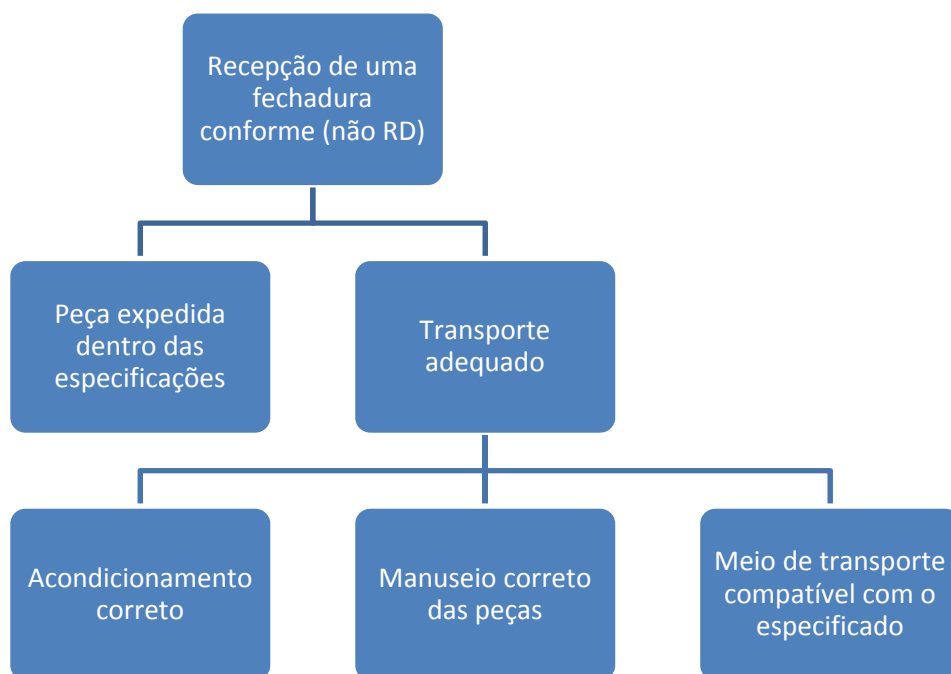 Recepção de uma
fechadura
conforme (não RD)
Peça expedida
dentro das
especificações
Transporte
adequado
Acondicionamento
correto
Manuseio correto
das peças
Meio de transporte
compatível com o
especificado